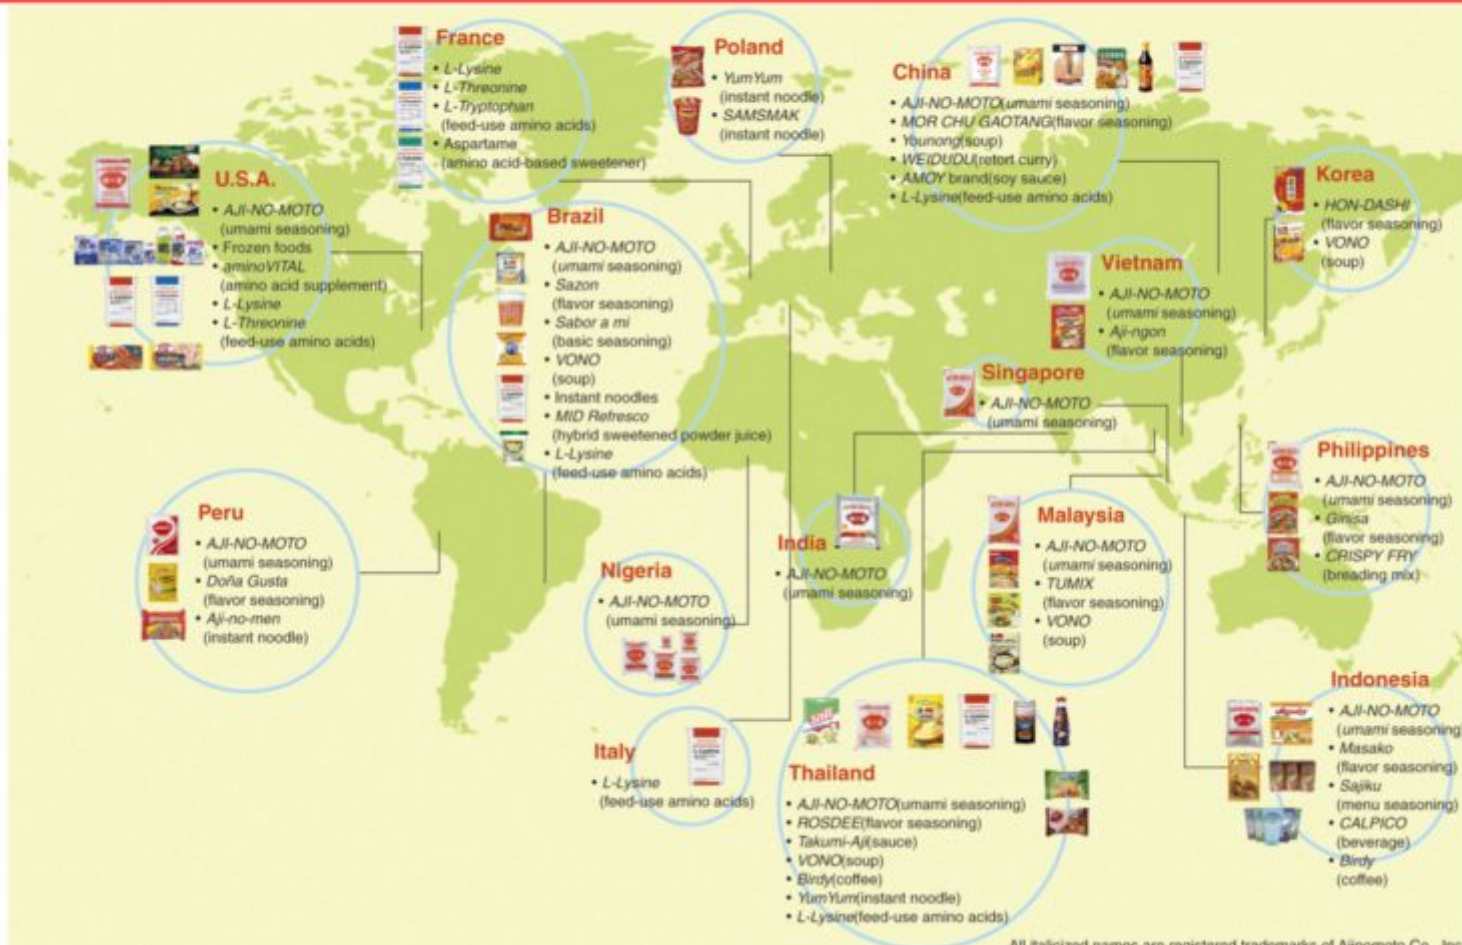 France
• L-Lysine
• L-Threonine
• L-Tryptophan
(feed-use amino acids)
• Aspartame
(amino acid-based sweetener)
Poland
• YumYum
(instant noodle)
• SAMSMAK
(instant noodle)
China
• AJI-NO-MOTO(umami seasoning)
• MOR CHU GAOTANG(flavor seasoning)
• Younong(soup)
• WEIDUDU(retort curry)
• AMOY brand(soy sauce)
• L-Lysine(feed-use amino acids)
Korea
• HON-DASHI
(flavor seasoning)
• VONO
(soup)
U.S.A.
• AJI-NO-MOTO
(umami seasoning)
• Frozen foods
• aminoVITAL
(amino acid supplement)
• L-Lysine
• L-Threonine
(feed-use amino acids)
Brazil
• AJI-NO-MOTO
(umami seasoning)
• Sazon
(flavor seasoning)
• Sabor a mi
(basic seasoning)
• VONO
(soup)
• Instant noodles
• MID Refresco
(hybrid sweetened powder juice)
• L-Lysine
(feed-use amino acids)
Vietnam
• AJI-NO-MOTO
(umami seasoning)
• Aji-ngon
(flavor seasoning)
Singapore
• AJI-NO-MOTO
(umami seasoning)
Philippines
• AJI-NO-MOTO
(umami seasoning)
• Ginisa
(flavor seasoning)
• CRISPY FRY
(breading mix)
Peru
• AJI-NO-MOTO
(umami seasoning)
• Doña Gusta
(flavor seasoning)
• Aji-no-men
(instant noodle)
Nigeria
• AJI-NO-MOTO
(umami seasoning)
India
• AJI-NO-MOTO
(umami seasoning)
Malaysia
• AJI-NO-MOTO
(umami seasoning)
• TUMIX
(flavor seasoning)
• VONO
(soup)
Italy
• L-Lysine
(feed-use amino acids)
Thailand
• AJI-NO-MOTO(umami seasoning)
• ROSDEE(flavor seasoning)
• Takumi-Aji(sauce)
• VONO(soup)
• Birdy(coffee)
• YumYum(instant noodle)
• L-Lysine(feed-use amino acids)
Indonesia
• AJI-NO-MOTO
(umami seasoning
• Masako
(flavor seasoning)
• Sajiku
(menu seasoning)
• CALPICO
(beverage)
• Birdy
(coffee)
All italicized names are registered trademarks of Ajinomoto Co., Inc